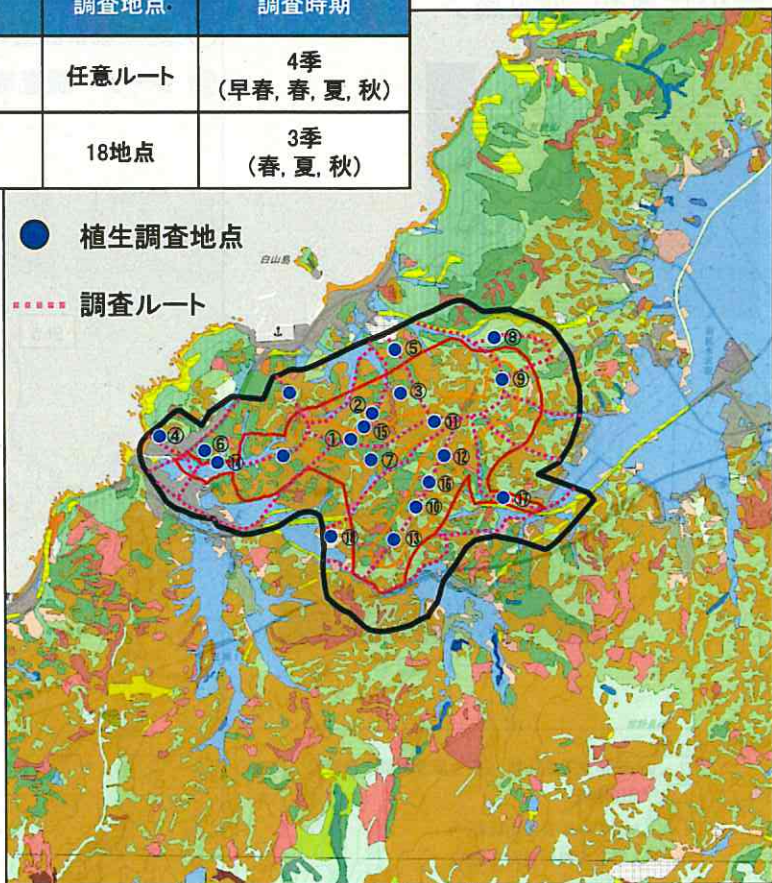 調査地点
調査時期
任意ルート
4季
(早春, 春, 夏, 秋)
18地点
3季
(春, 夏, 秋)
植生調査地点
調査ルート
白山島
⑧
⑤
⑨
③
②
⑪
④
⑮
①
⑥
⑭
⑦
⑫
⑯
⑰
⑩
⑱
⑬